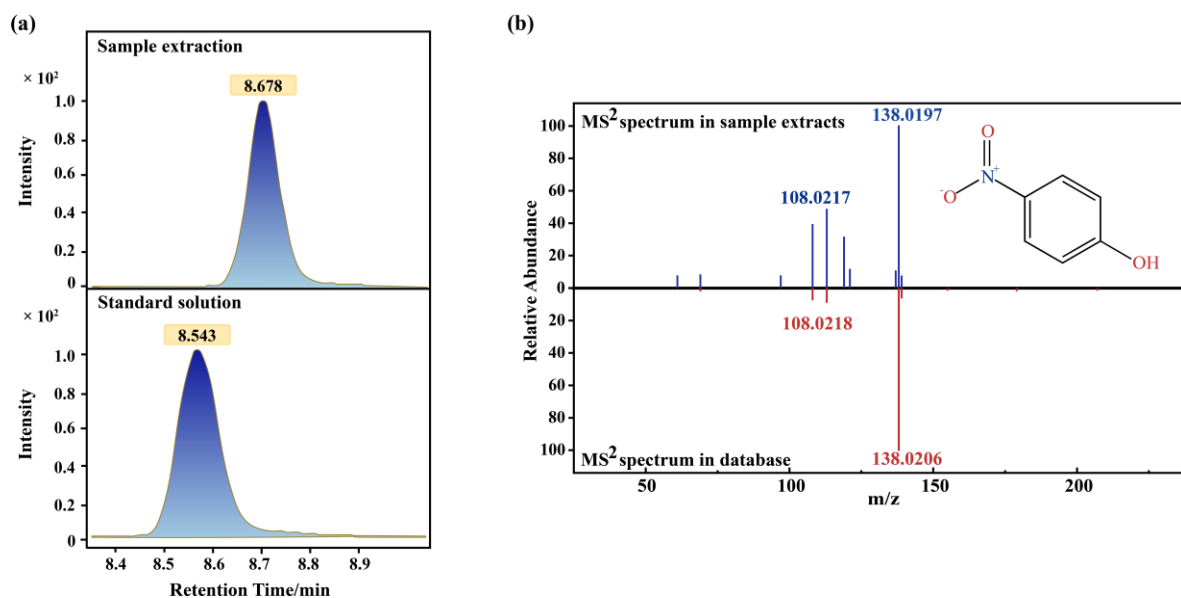 (a)
Sample extraction
× 10²
8.678
1.0
0.8
0.6
0.4
0.2
0
Intensity
Standard solution
× 10²
8.543
1.0
0.8
0.6
0.4
0.2
0
Intensity
8.4 8.5 8.6 8.7 8.8 8.9
Retention Time/min
(b)
MS² spectrum in sample extracts
138.0197
108.0217
O
N⁺
⁻O
OH
100
80
60
40
20
0
20
40
60
80
100
Relative Abundance
108.0218
MS² spectrum in database
138.0206
50 100 150 200
m/z